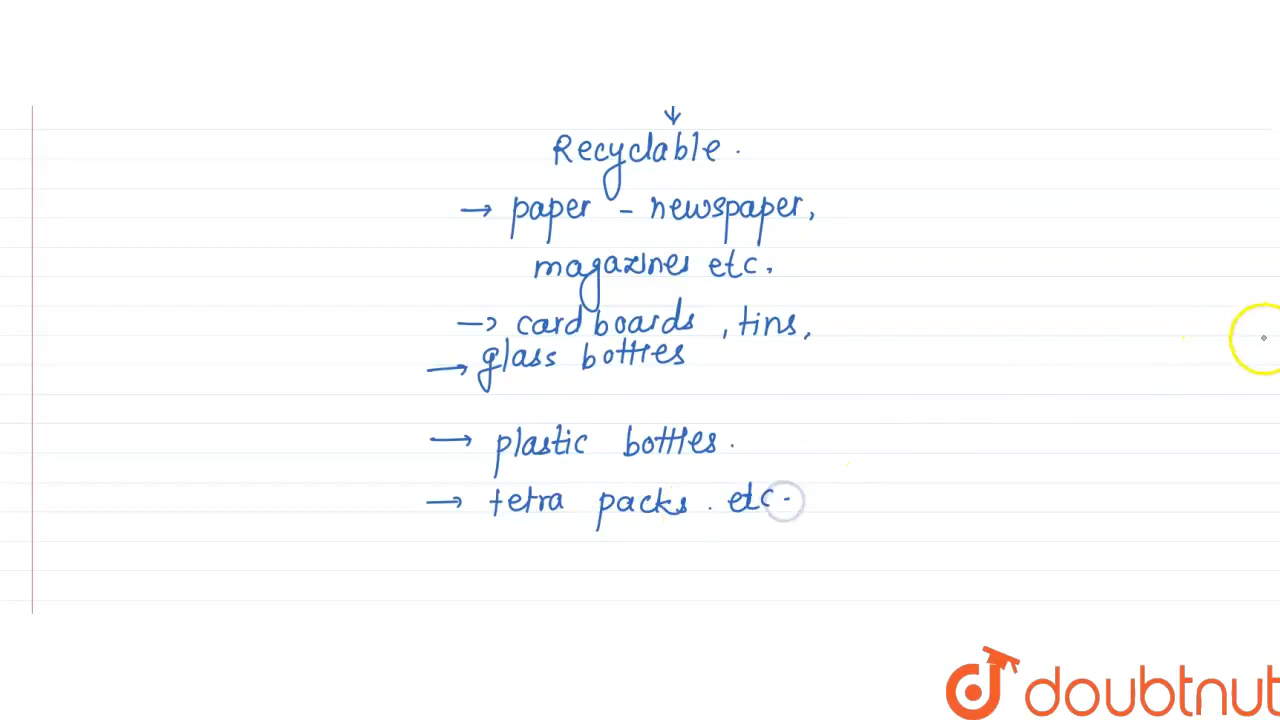 ↓
Recyclable.
→ paper - newspaper,
magazines etc.
→ cardboards, tins,
→ glass bottles
→ plastic bottles.
→ tetra packs. etc.
doubtnut